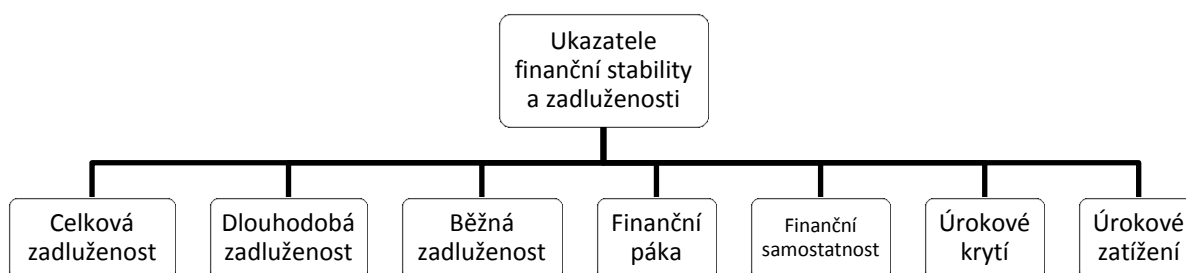 Ukazatele
finanční stability
a zadluženosti
Celková
zadluženost
Dlouhodobá
zadluženost
Běžná
zadluženost
Finanční
páka
Finanční
samostatnost
Úrokové
krytí
Úrokové
zatížení